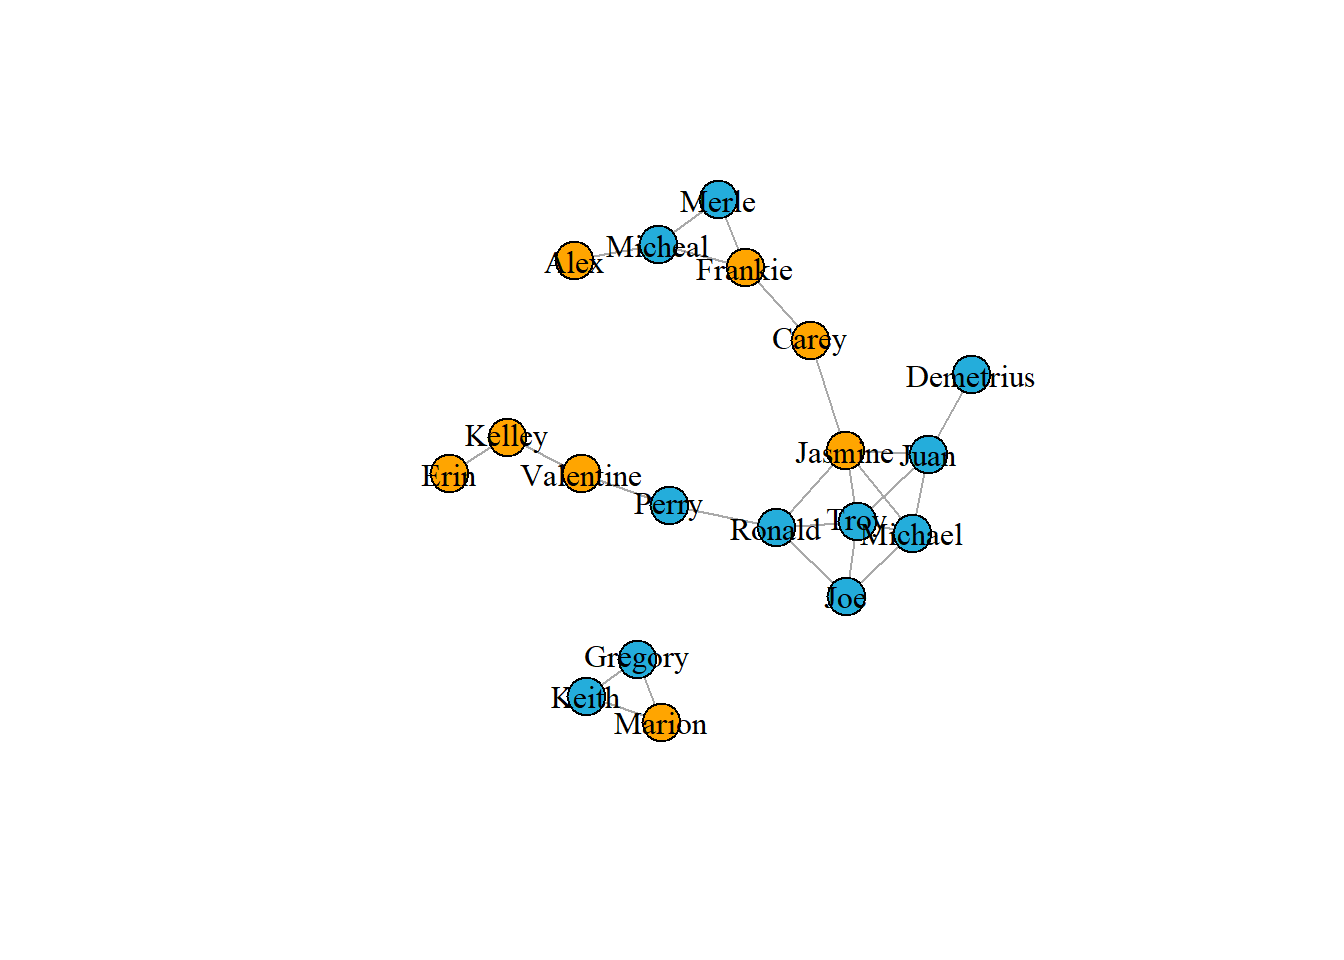 Merle
Micheal
Alex
Frankie
Carey
Demetrius
Kelley
Jasmine
Juan
Erin
Valentine
Perry
Ronald
Troy
Michael
Joe
Gregory
Keith
Marion